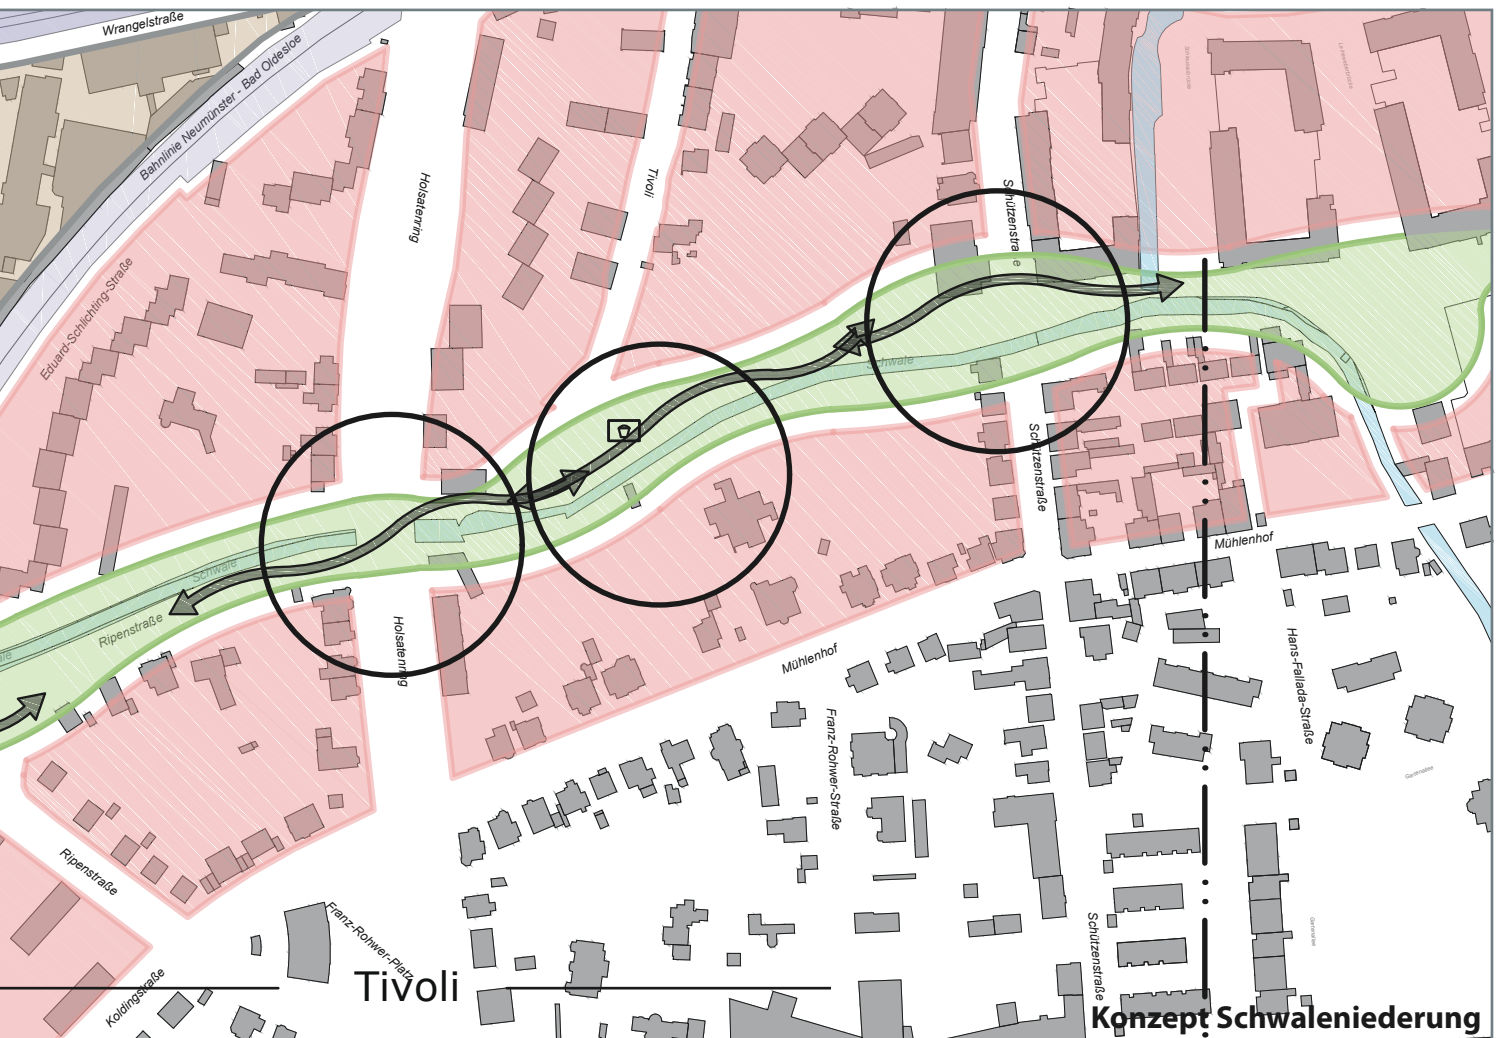 Wrangelstraße
Bahnlinie Neumünster - Bad Oldesloe
Eduard-Schlichting-Straße
Holsatenring
Tivoli
Schützenstraße
Schwale
Schwale
Ripenstraße
Holsatenring
Schützenstraße
Mühlenhof
Mühlenhof
Hans-Fallada-Straße
Franz-Rohwer-Straße
Ripenstraße
Franz-Rohwer-Platz
Koldingstraße
Schützenstraße
Tivoli
Konzept Schwaleniederung